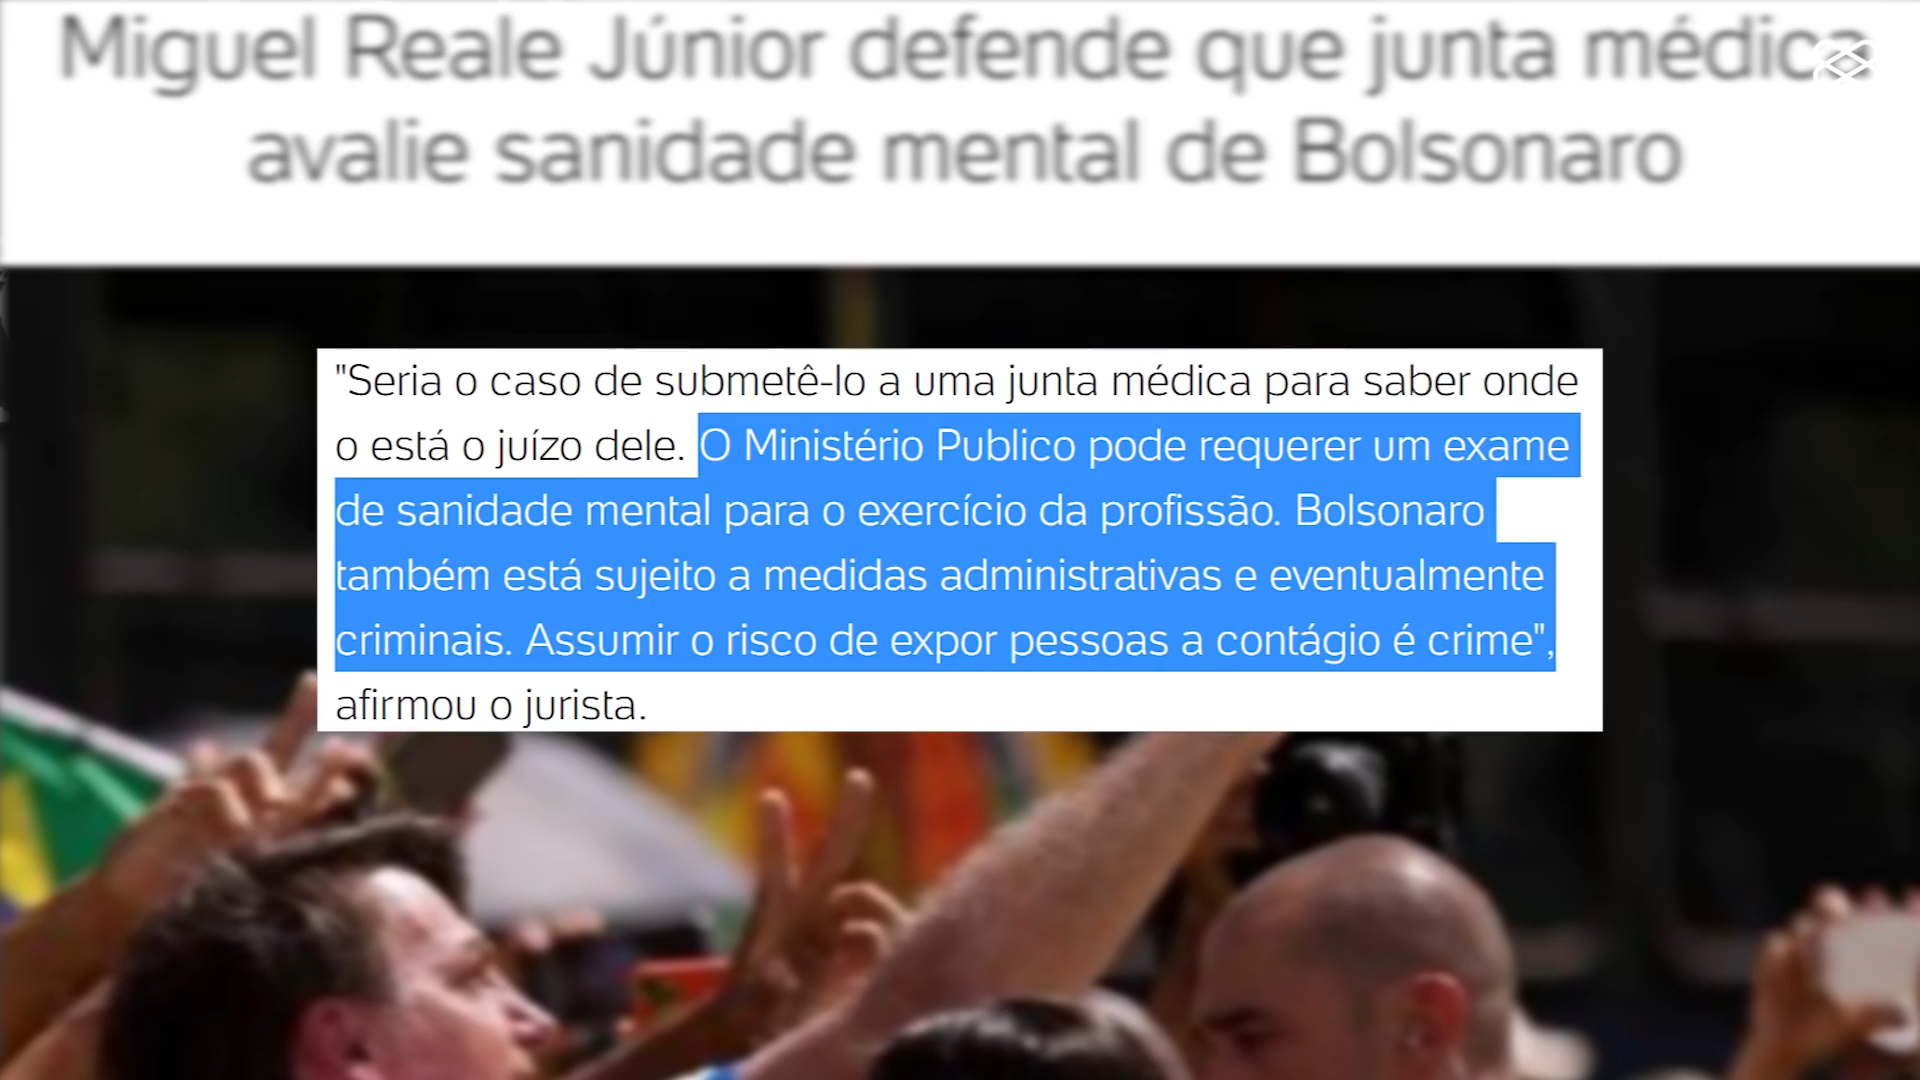 Miguel Reale Júnior defende que junta médica
avalie sanidade mental de Bolsonaro
"Seria o caso de submetê-lo a uma junta médica para saber onde
o está o juízo dele. O Ministério Publico pode requerer um exame
de sanidade mental para o exercício da profissão. Bolsonaro
também está sujeito a medidas administrativas e eventualmente
criminais. Assumir o risco de expor pessoas a contágio é crime",
afirmou o jurista.